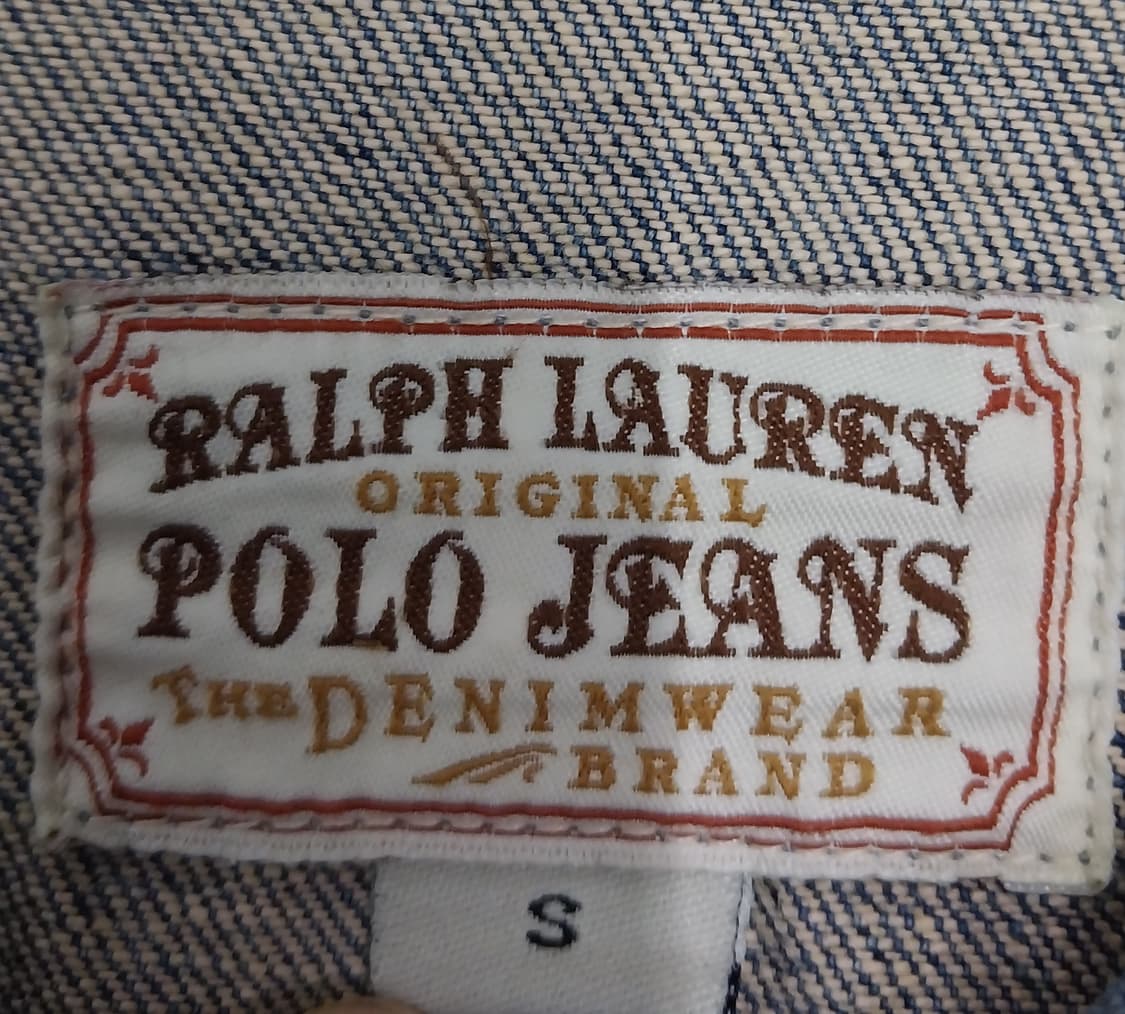 RALPH LAUREN
ORIGINAL
POLO JEANS
THE DENIMWEAR
BRAND
S